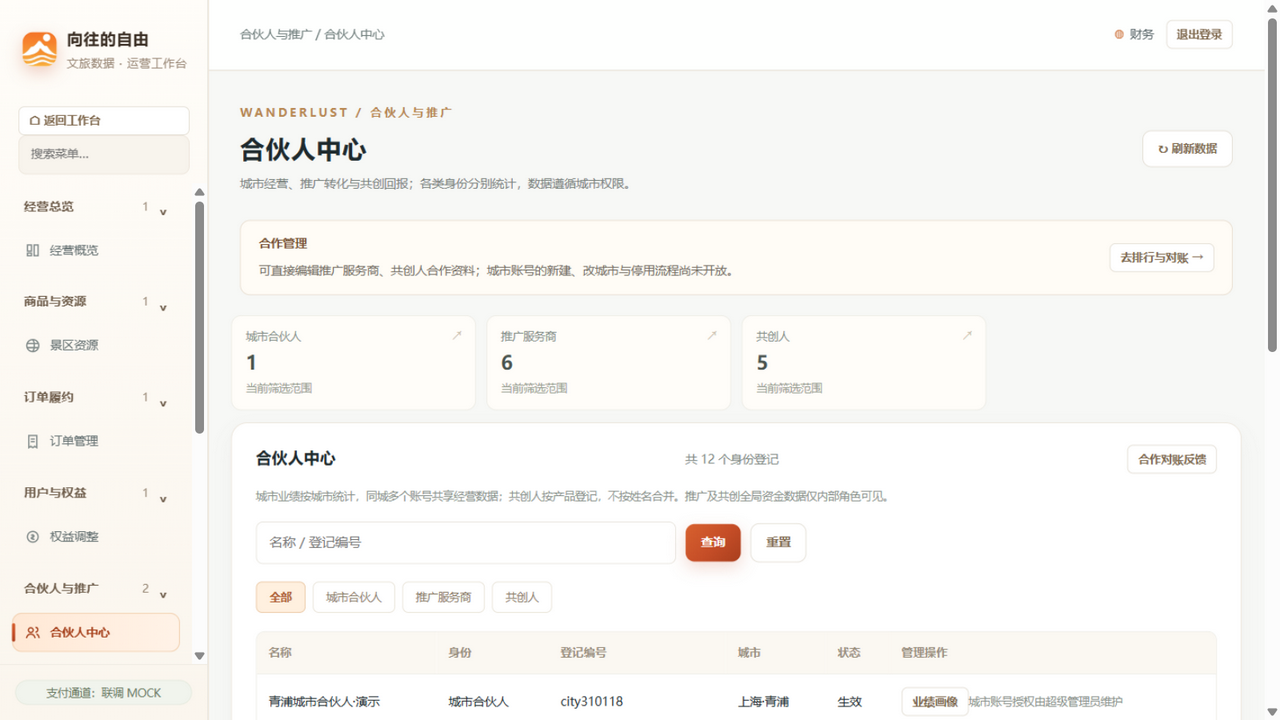 向往的自由
文旅数据 · 运营工作台
返回工作台
搜索菜单...
经营总览 1
经营概览
商品与资源 1
景区资源
订单履约 1
订单管理
用户与权益 1
权益调整
合伙人与推广 2
合伙人中心
支付通道：联调 MOCK
合伙人与推广 / 合伙人中心
财务
退出登录
WANDERLUST / 合伙人与推广
合伙人中心
↻ 刷新数据
城市经营、推广转化与共创回报；各类身份分别统计，数据遵循城市权限。
合作管理
可直接编辑推广服务商、共创人合作资料；城市账号的新建、改城市与停用流程尚未开放。
去排行与对账 →
城市合伙人 ↗
1
当前筛选范围
推广服务商 ↗
6
当前筛选范围
共创人 ↗
5
当前筛选范围
合伙人中心
共 12 个身份登记
合作对账反馈
城市业绩按城市统计，同城多个账号共享经营数据；共创人按产品登记，不按姓名合并。推广及共创全局资金数据仅内部角色可见。
名称 / 登记编号
查询
重置
全部
城市合伙人
推广服务商
共创人
名称 身份 登记编号 城市 状态 管理操作
青浦城市合伙人·演示 城市合伙人 city310118 上海·青浦 生效 业绩画像 城市账号授权由超级管理员维护